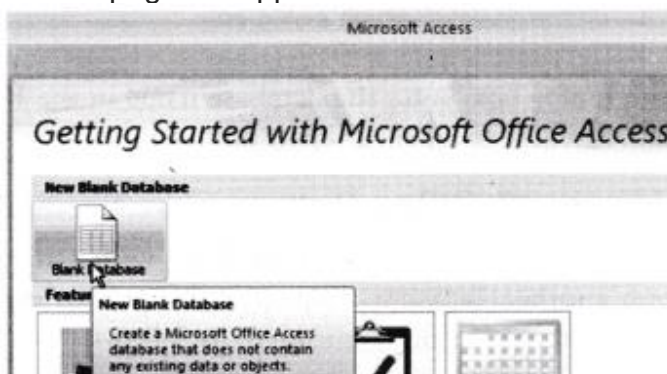 Microsoft Access
Getting Started with Microsoft Office Access
New Blank Database
Blank Database
Featur
New Blank Database
Create a Microsoft Office Access
database that does not contain
any existing data or objects.